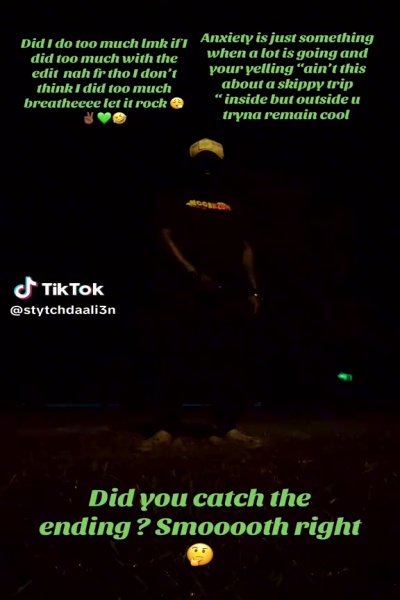 Did I do too much lmk if I
did too much with the
edit nah fr tho I don't
think I did too much
breatheeee let it rock 😮‍💨
✌🏾💚🤣
Anxiety is just something
when a lot is going and
your yelling "ain't this
about a skippy trip
" inside but outside u
tryna remain cool
TikTok
@stytchdaali3n
Did you catch the
ending ? Smooooth right
🤔